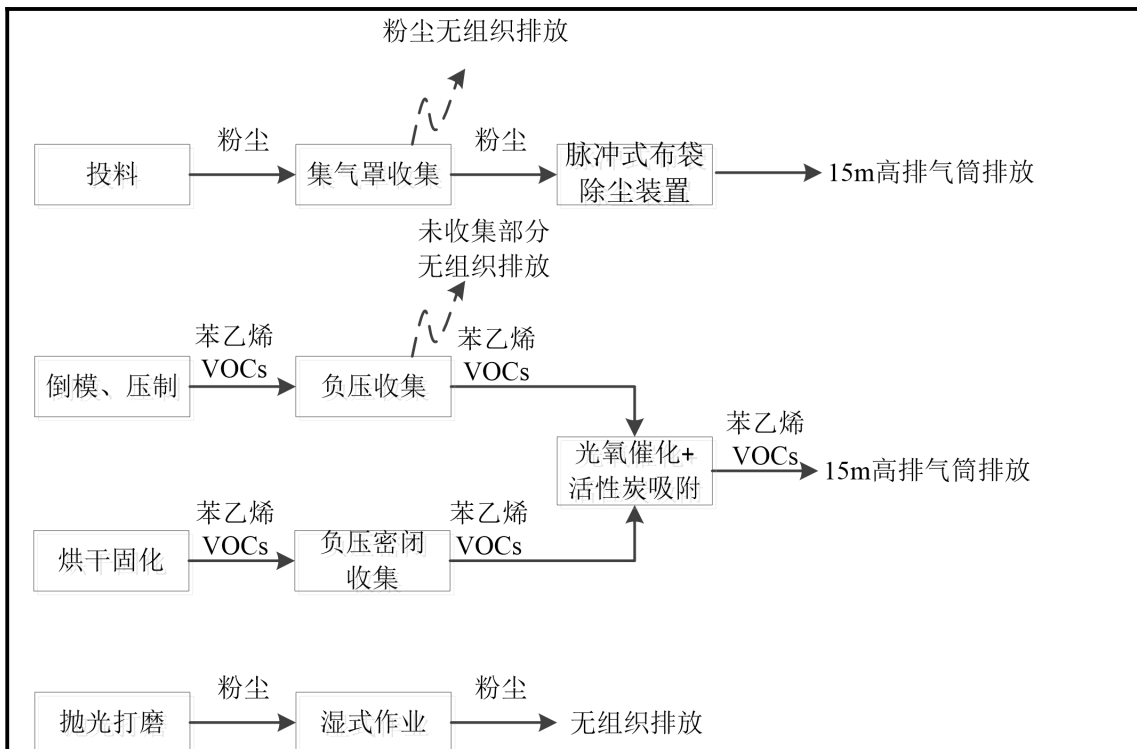 粉尘无组织排放
粉尘
粉尘
投料
集气罩收集
脉冲式布袋
除尘装置
15m高排气筒排放
未收集部分
无组织排放
苯乙烯
VOCs
苯乙烯
VOCs
倒模、压制
负压收集
光氧催化+
活性炭吸附
苯乙烯
VOCs
15m高排气筒排放
苯乙烯
VOCs
苯乙烯
VOCs
烘干固化
负压密闭
收集
粉尘
粉尘
抛光打磨
湿式作业
无组织排放